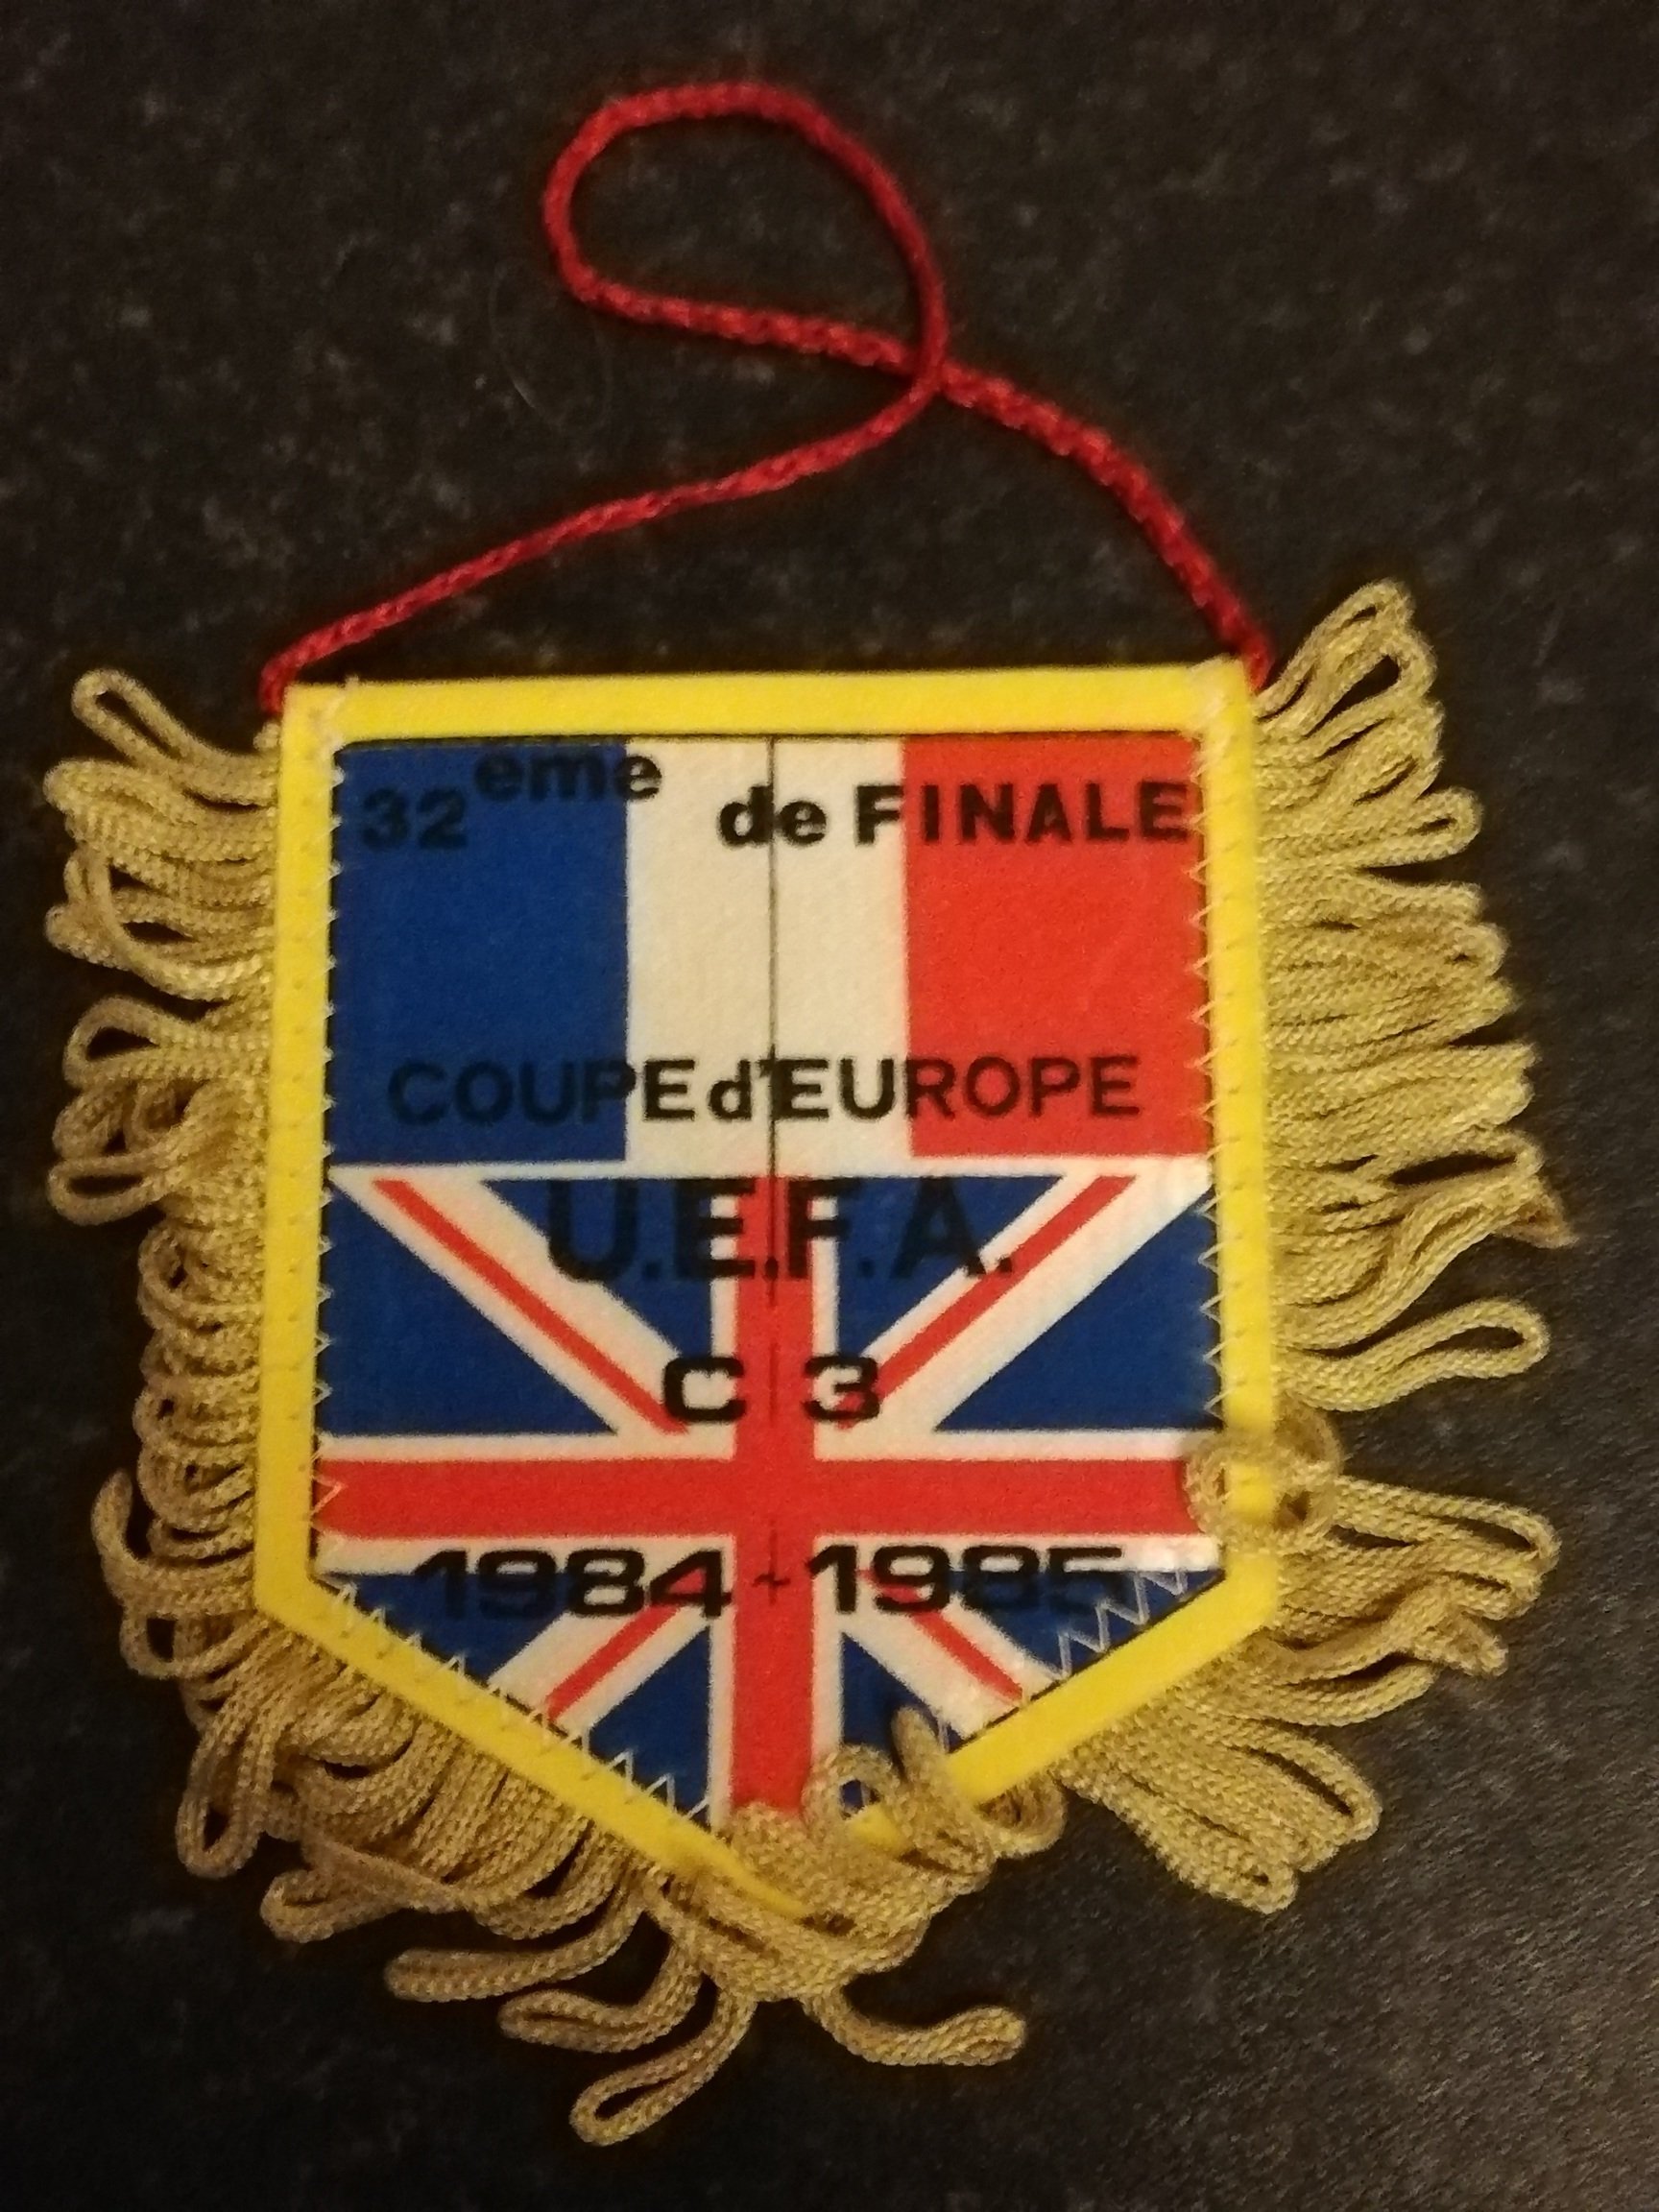 32eme de FINALE
COUPE d'EUROPE
U.E.F.A.
C 3
1984-1985